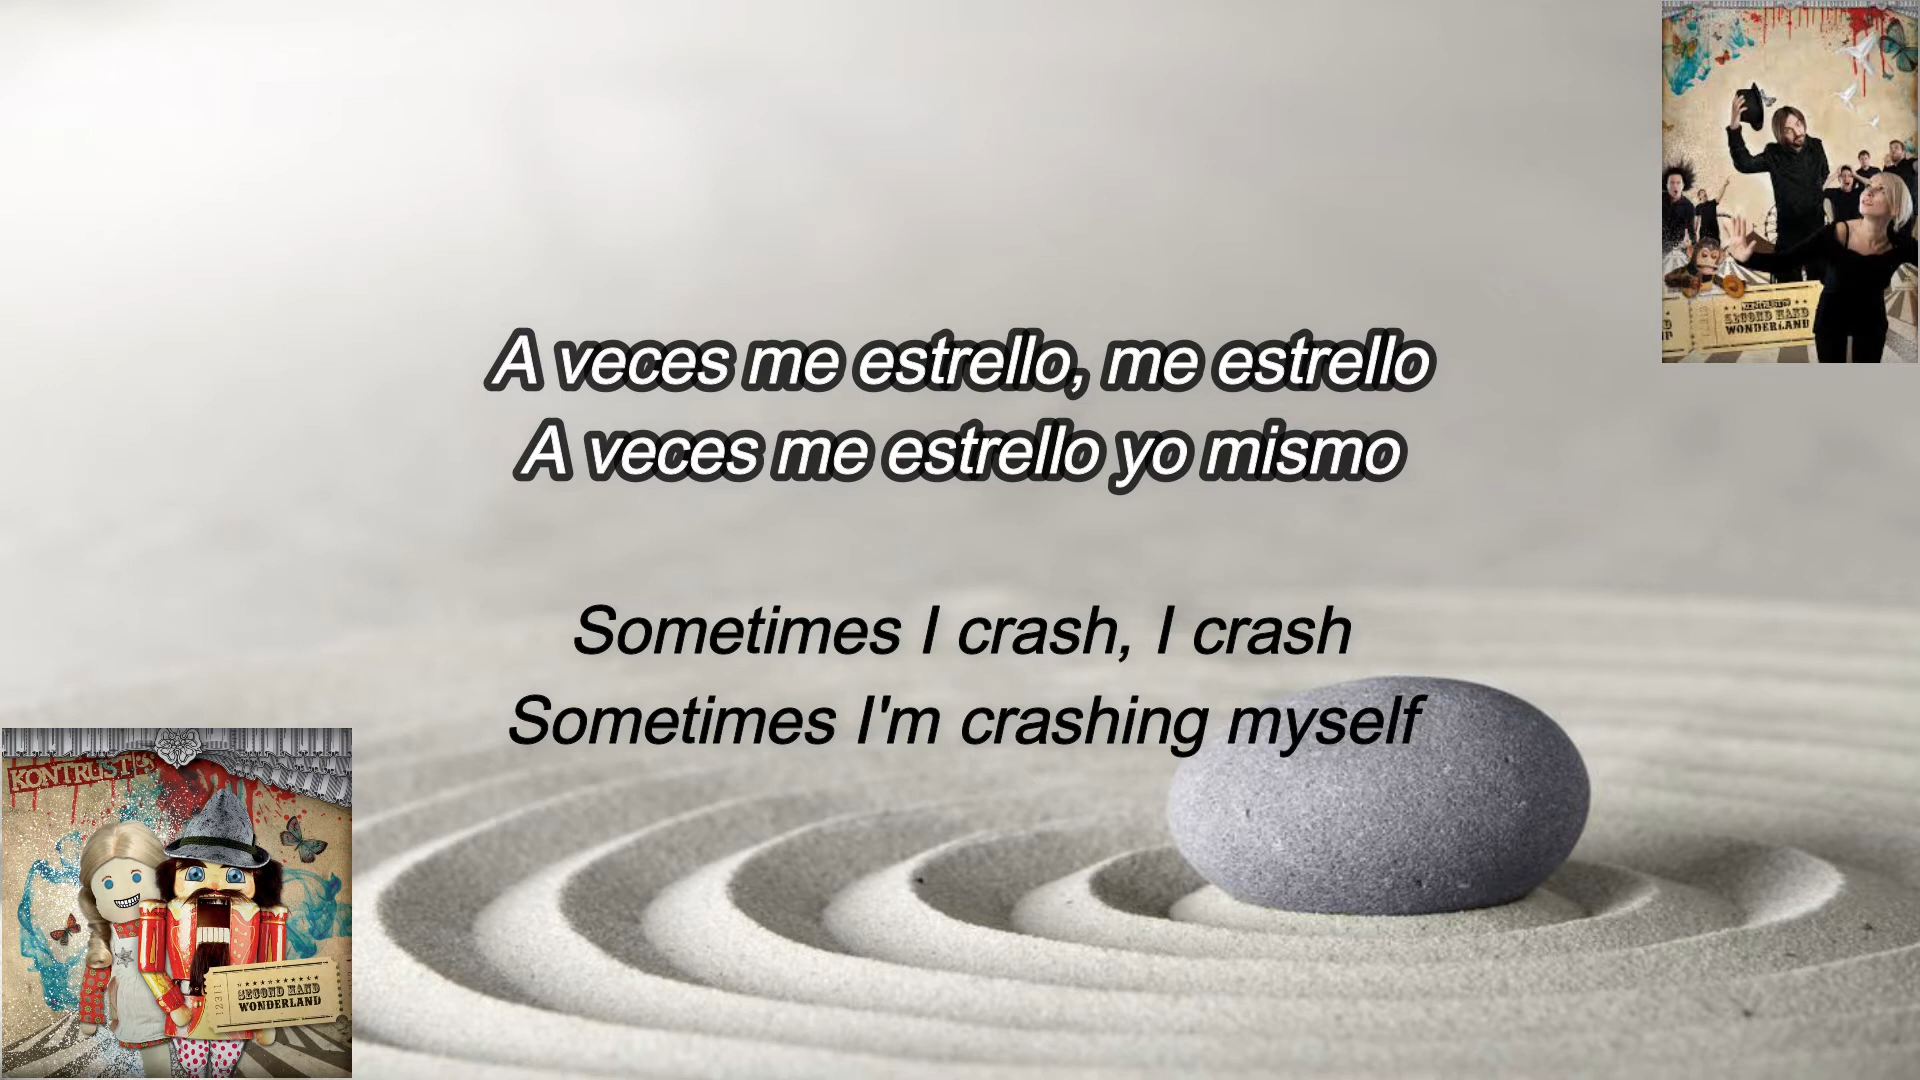 A veces me estrello, me estrello
A veces me estrello yo mismo
Sometimes I crash, I crash
Sometimes I'm crashing myself
KONTRUST
SECOND HAND
WONDERLAND
KONTRUST
SECOND HAND
WONDERLAND